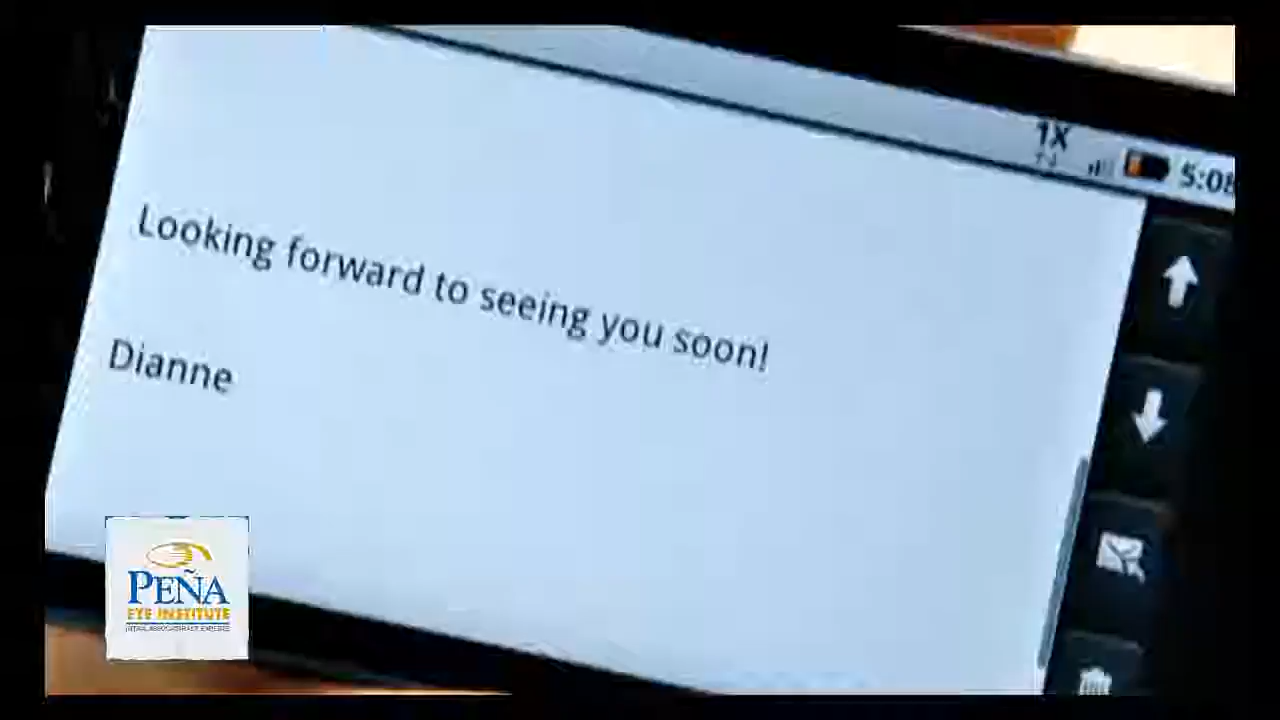 1X
5:08
Looking forward to seeing you soon!
Dianne
PEÑA
EYE INSTITUTE